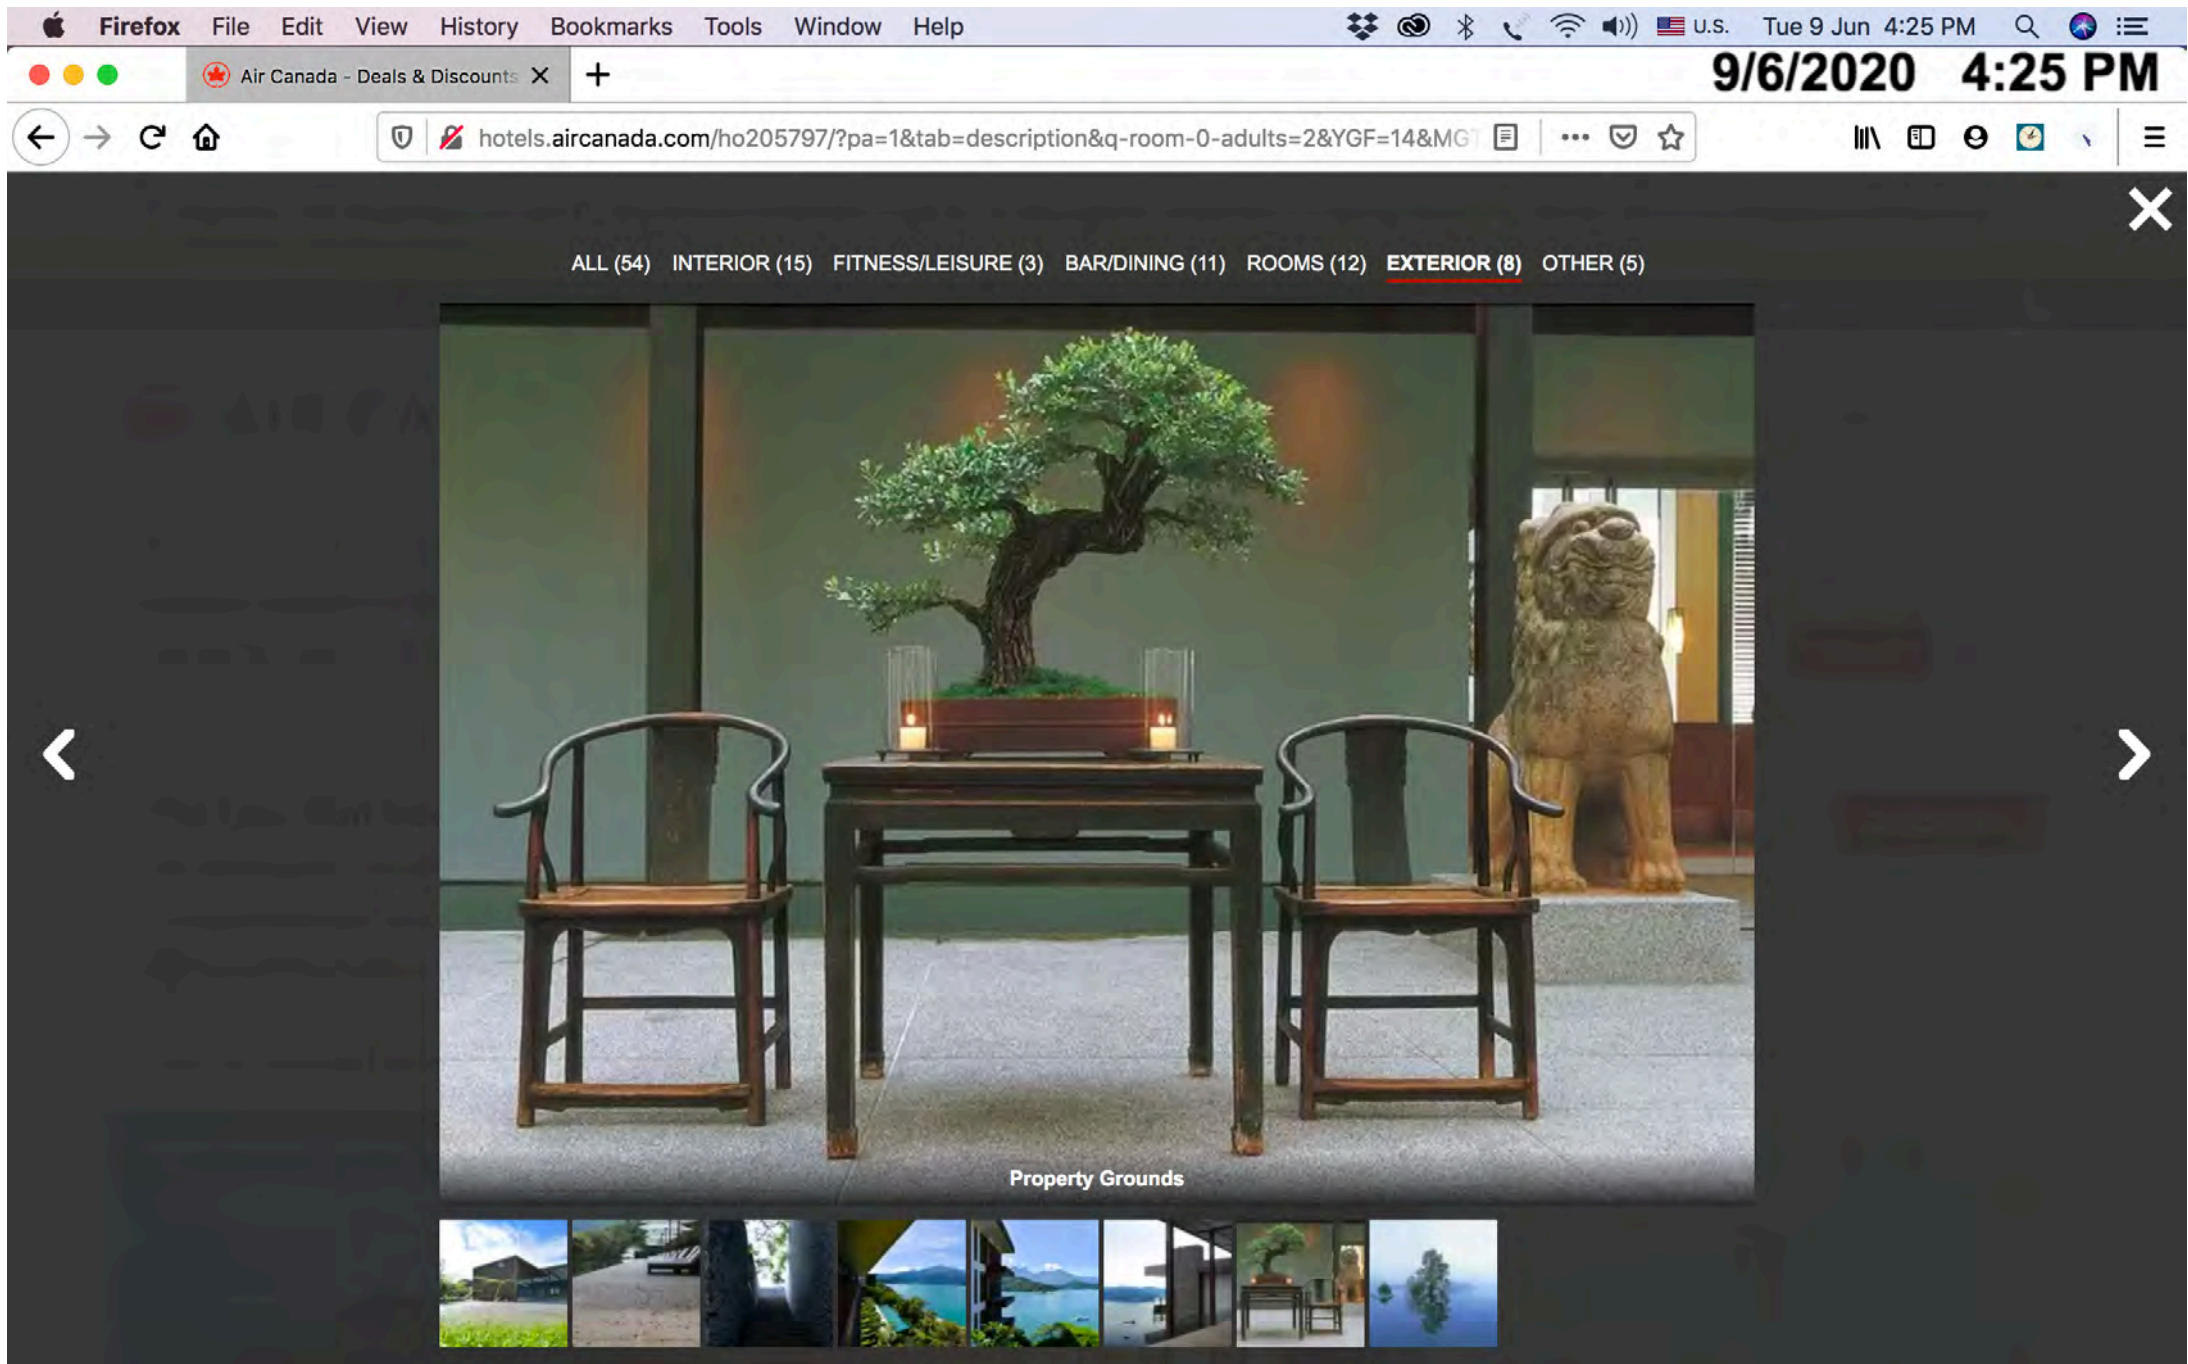 Firefox File Edit View History Bookmarks Tools Window Help U.S. Tue 9 Jun 4:25 PM
Air Canada - Deals & Discounts
9/6/2020 4:25 PM
hotels.aircanada.com/ho205797/?pa=1&tab=description&q-room-0-adults=2&YGF=14&MG
ALL (54) INTERIOR (15) FITNESS/LEISURE (3) BAR/DINING (11) ROOMS (12) EXTERIOR (8) OTHER (5)
AIR CA
Property Grounds